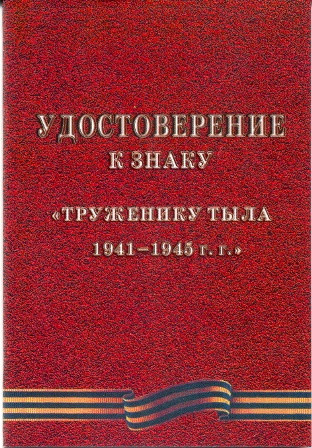 УДОСТОВЕРЕНИЕ
К ЗНАКУ
«ТРУЖЕНИКУ ТЫЛА
1941–1945 г. г.»